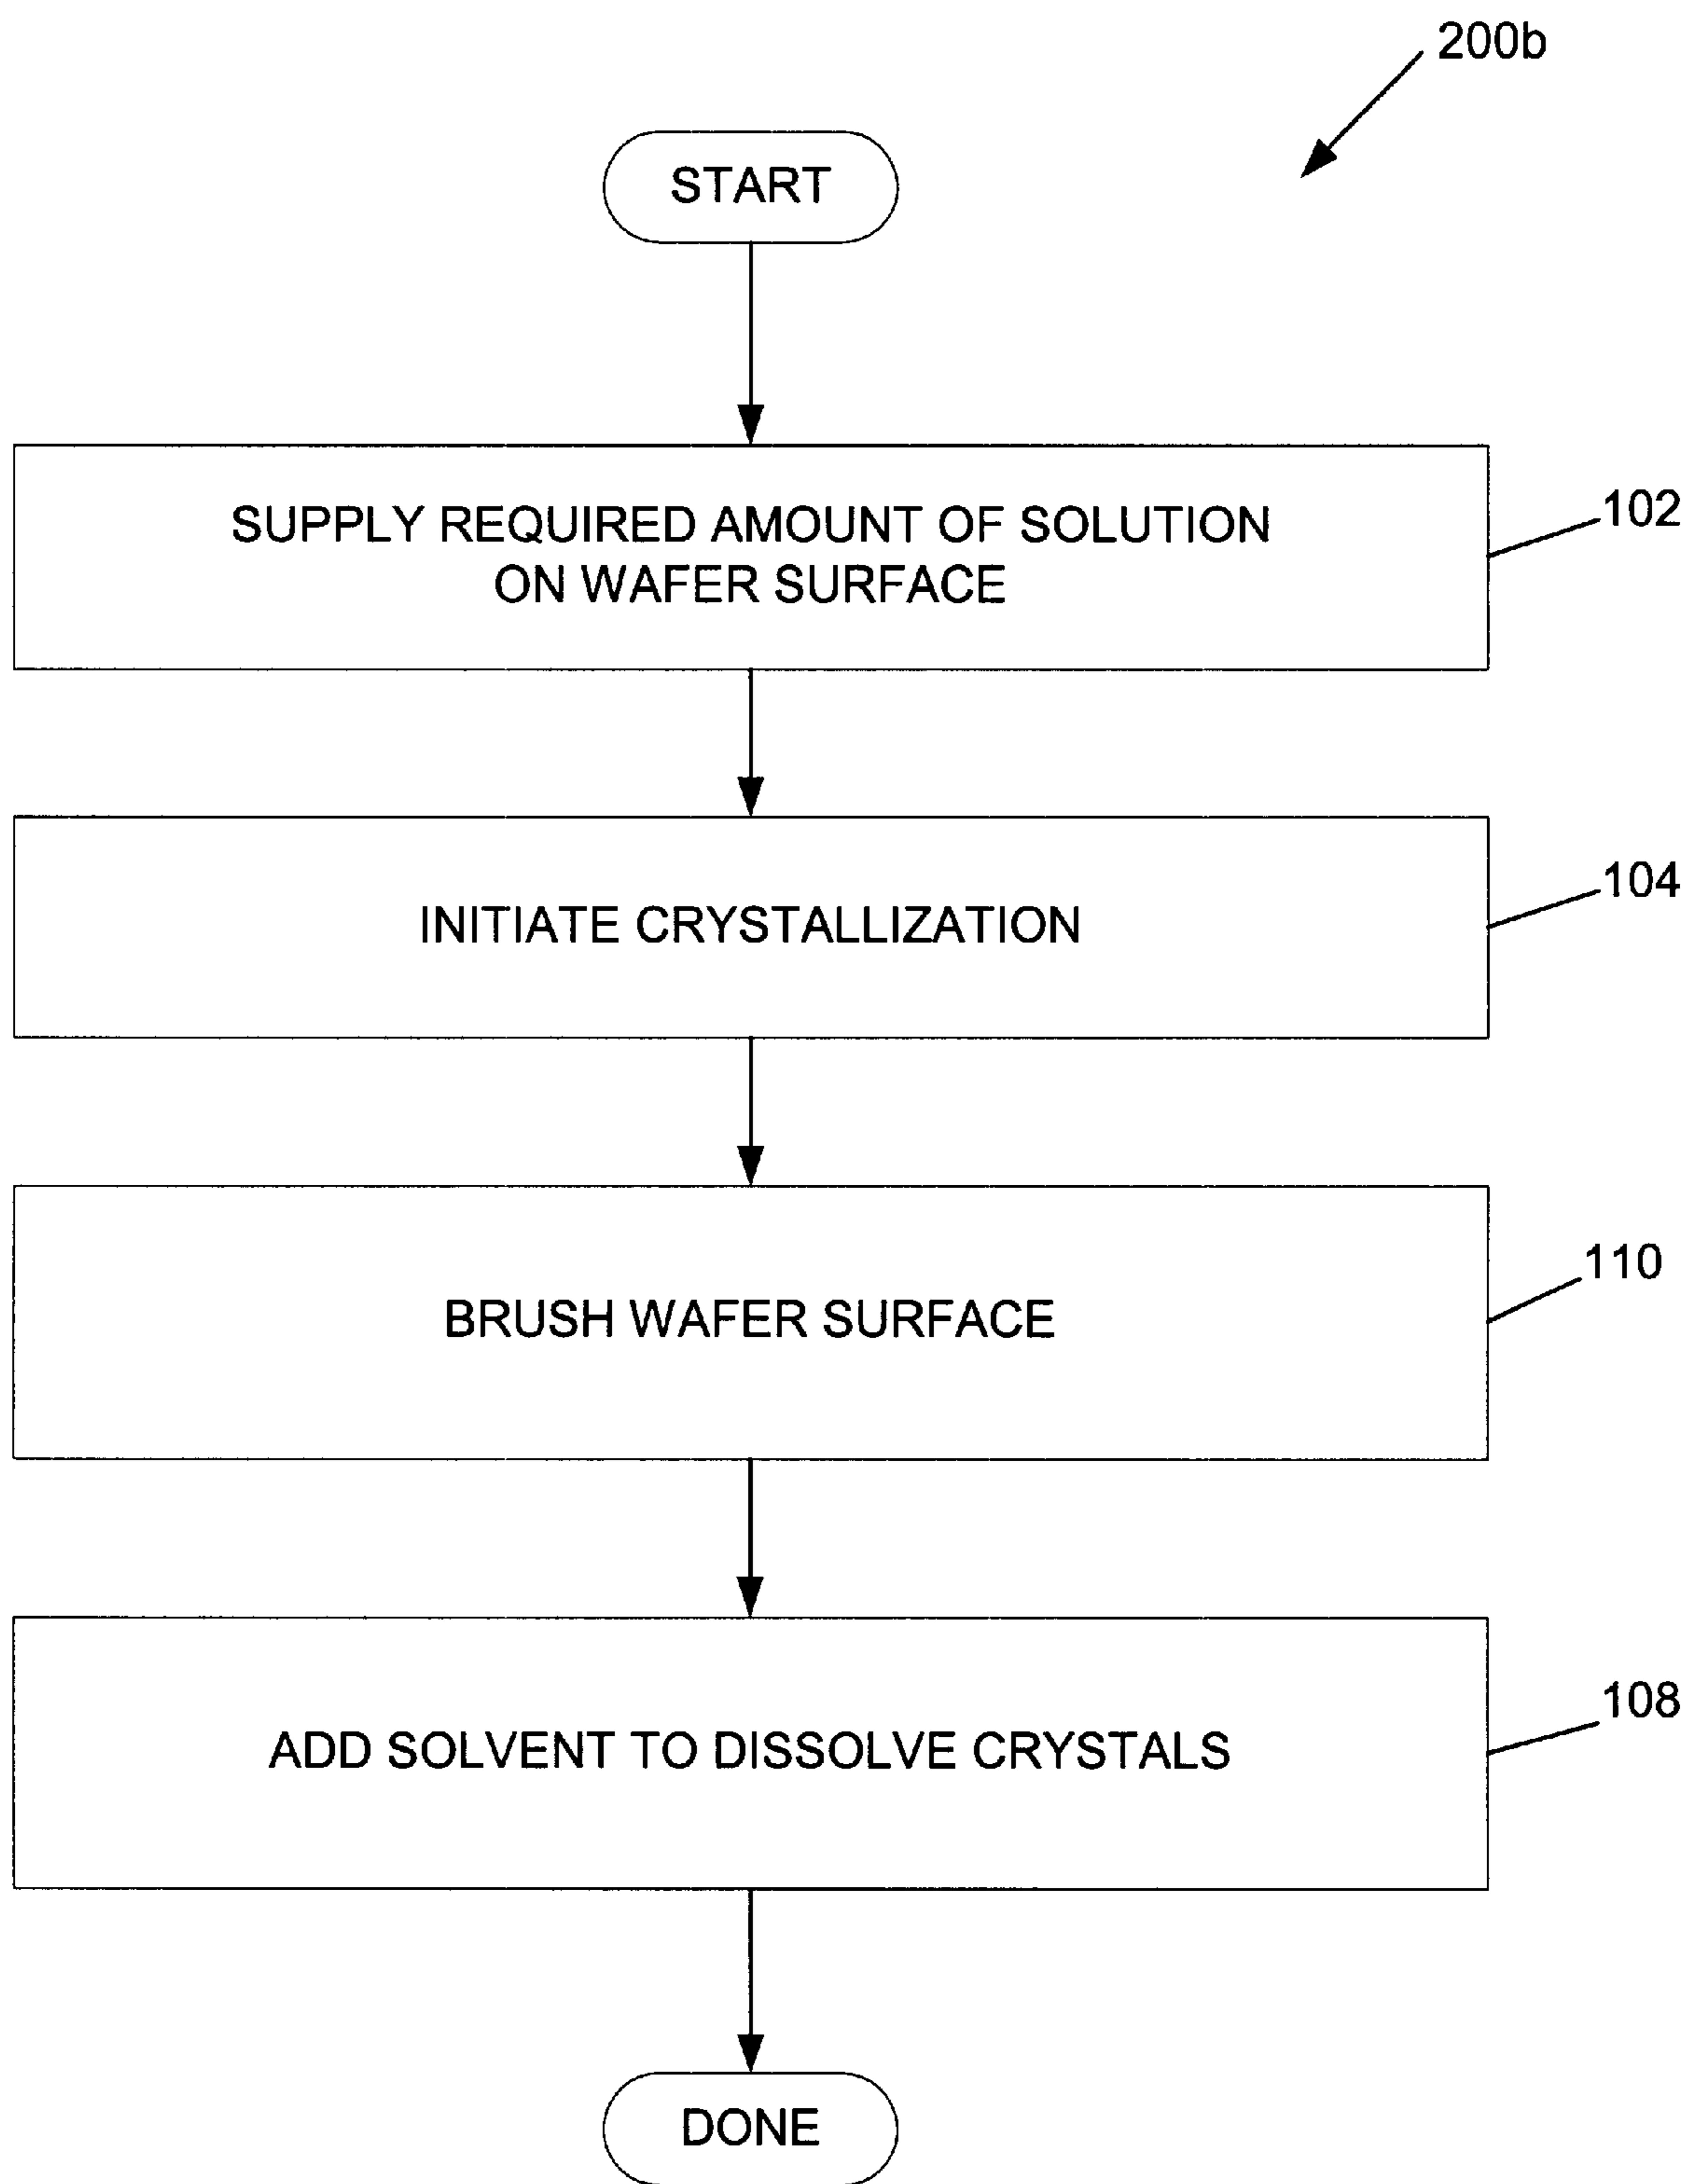 200b
START
SUPPLY REQUIRED AMOUNT OF SOLUTION
ON WAFER SURFACE
102
INITIATE CRYSTALLIZATION
104
BRUSH WAFER SURFACE
110
ADD SOLVENT TO DISSOLVE CRYSTALS
108
DONE